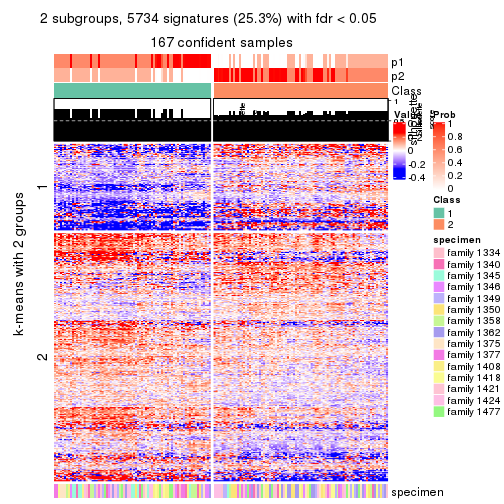 2 subgroups, 5734 signatures (25.3%) with fdr < 0.05
167 confident samples
p1
p2
Class
1
Value
0
-0.2
-0.4
Prob
1
0.8
0.6
0.4
0.2
0
Class
1
2
k-means with 2 groups
1
2
specimen
family 1334
family 1340
family 1345
family 1346
family 1349
family 1350
family 1358
family 1362
family 1375
family 1377
family 1408
family 1418
family 1421
family 1424
family 1477
specimen